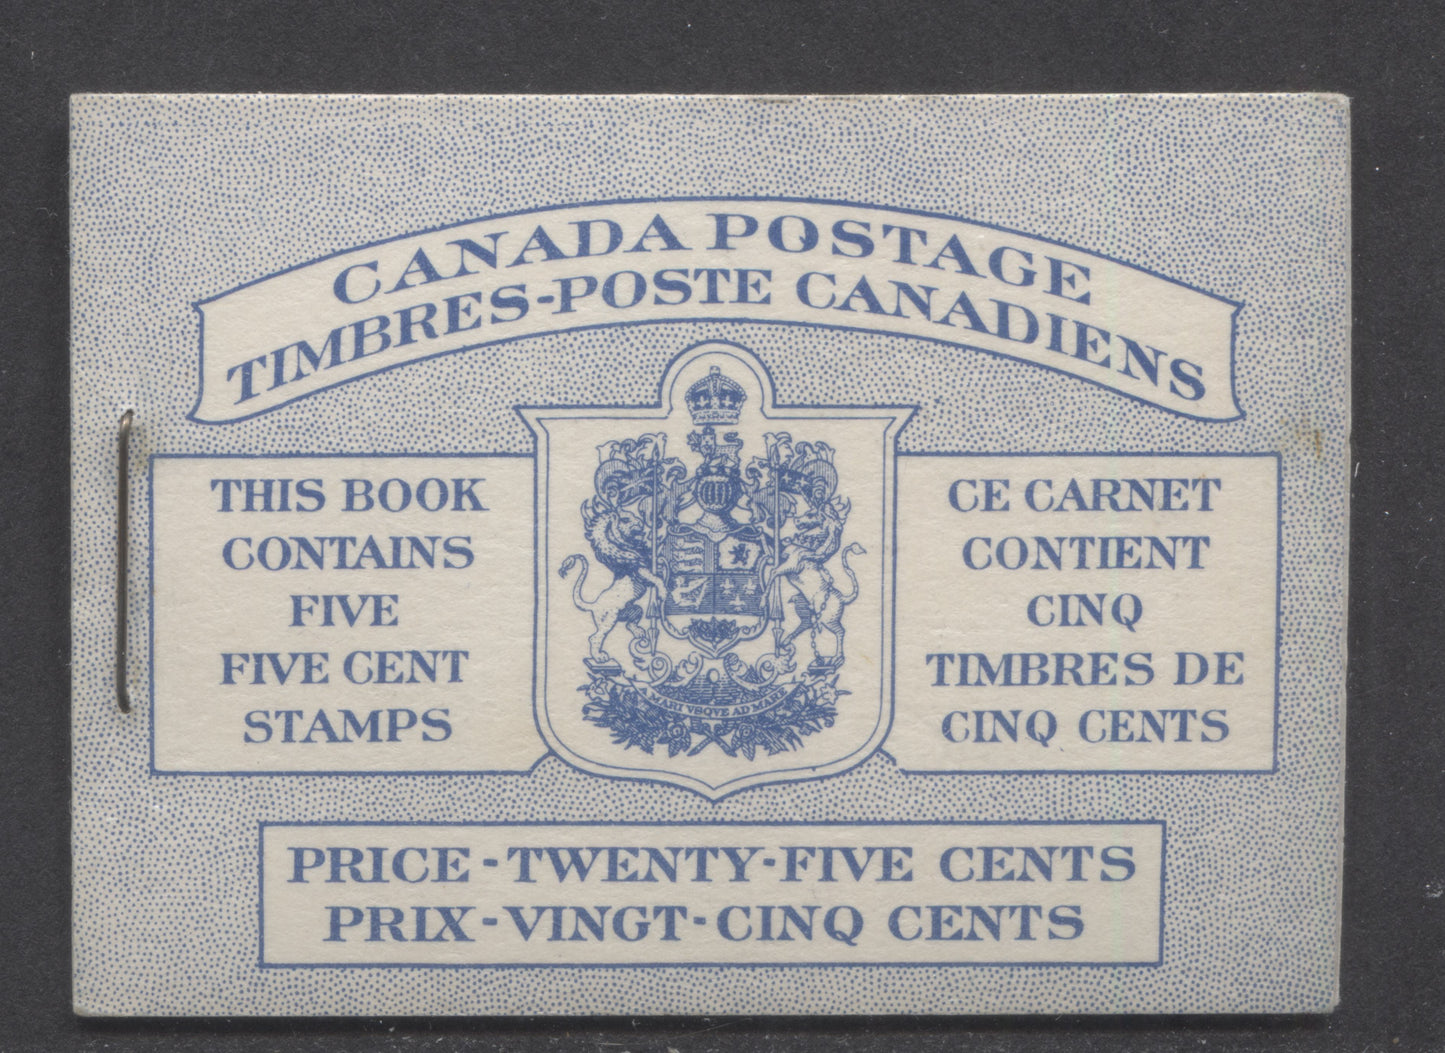 CANADA POSTAGE
TIMBRES-POSTE CANADIENS
THIS BOOK
CONTAINS
FIVE
FIVE CENT
STAMPS
A MARI VSQVE AD MARE
CE CARNET
CONTIENT
CINQ
TIMBRES DE
CINQ CENTS
PRICE - TWENTY-FIVE CENTS
PRIX - VINGT - CINQ CENTS